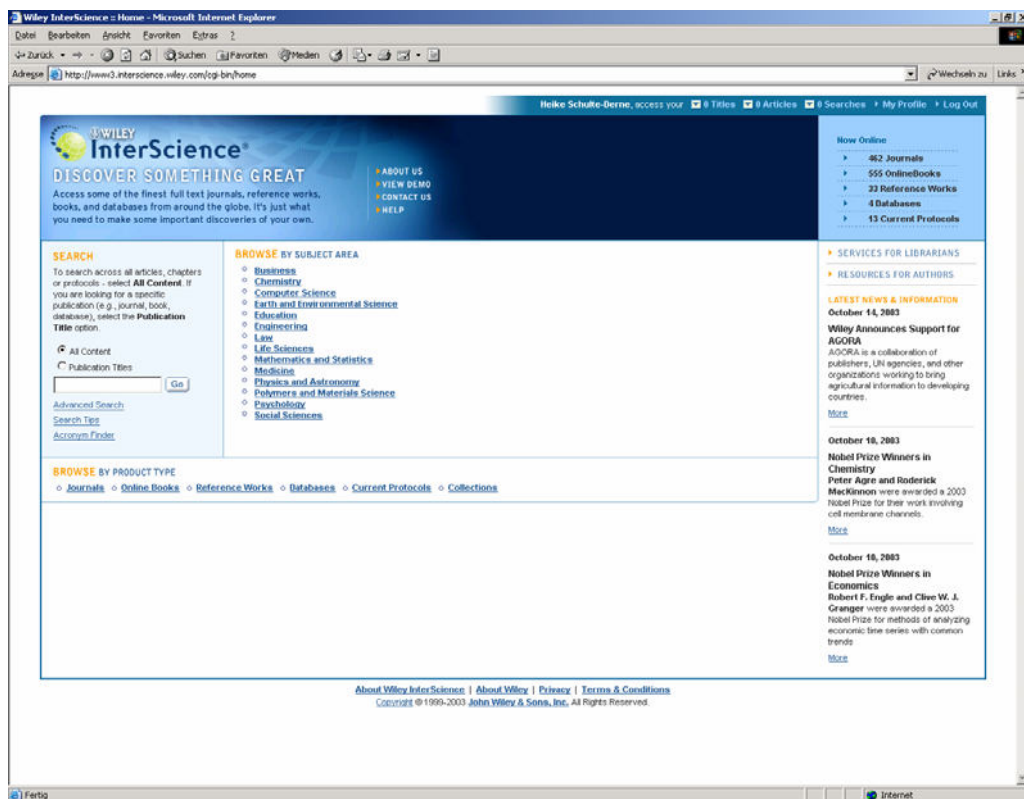 Wiley InterScience :: Home - Microsoft Internet Explorer
Datei Bearbeiten Ansicht Favoriten Extras ?
Zurück Suchen Favoriten Medien
Adresse http://www3.interscience.wiley.com/cgi-bin/home Wechseln zu Links
Heike Schulte-Derne, access your 0 Titles 0 Articles 0 Searches My Profile Log Out
WILEY
InterScience®
DISCOVER SOMETHING GREAT
Access some of the finest full text journals, reference works,
books, and databases from around the globe. It's just what
you need to make some important discoveries of your own.
ABOUT US
VIEW DEMO
CONTACT US
HELP
Now Online
462 Journals
555 OnlineBooks
33 Reference Works
4 Databases
13 Current Protocols
SEARCH
To search across all articles, chapters
or protocols - select All Content. If
you are looking for a specific
publication (e.g., journal, book,
database), select the Publication
Title option.
All Content
Publication Titles
Go
Advanced Search
Search Tips
Acronym Finder
BROWSE BY SUBJECT AREA
Business
Chemistry
Computer Science
Earth and Environmental Science
Education
Engineering
Law
Life Sciences
Mathematics and Statistics
Medicine
Physics and Astronomy
Polymers and Materials Science
Psychology
Social Sciences
BROWSE BY PRODUCT TYPE
Journals Online Books Reference Works Databases Current Protocols Collections
SERVICES FOR LIBRARIANS
RESOURCES FOR AUTHORS
LATEST NEWS & INFORMATION
October 14, 2003
Wiley Announces Support for
AGORA
AGORA is a collaboration of
publishers, UN agencies, and other
organizations working to bring
agricultural information to developing
countries.
More
October 10, 2003
Nobel Prize Winners in
Chemistry
Peter Agre and Roderick
MacKinnon were awarded a 2003
Nobel Prize for their work involving
cell membrane channels.
More
October 10, 2003
Nobel Prize Winners in
Economics
Robert F. Engle and Clive W. J.
Granger were awarded a 2003
Nobel Prize for methods of analyzing
economic time series with common
trends
More
About Wiley InterScience | About Wiley | Privacy | Terms & Conditions
Copyright © 1999-2003 John Wiley & Sons, Inc. All Rights Reserved.
Fertig Internet